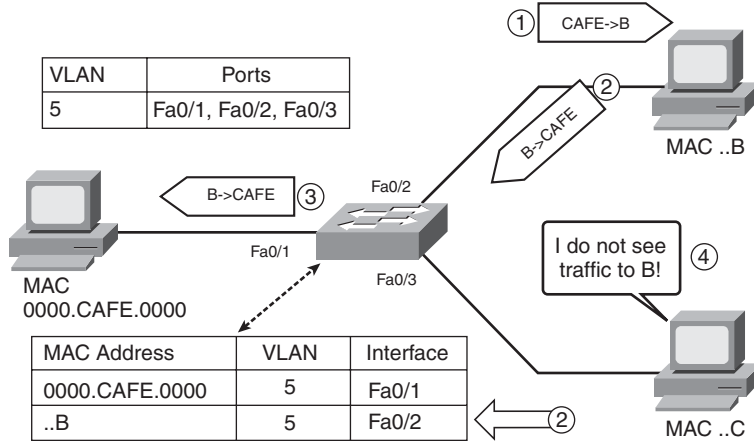 1 CAFE->B
VLAN Ports
5 Fa0/1, Fa0/2, Fa0/3
2
B->CAFE
MAC ..B
B->CAFE 3
Fa0/2
Fa0/1
Fa0/3
I do not see
traffic to B!
4
MAC
0000.CAFE.0000
MAC Address VLAN Interface
0000.CAFE.0000 5 Fa0/1
..B 5 Fa0/2
2
MAC ..C